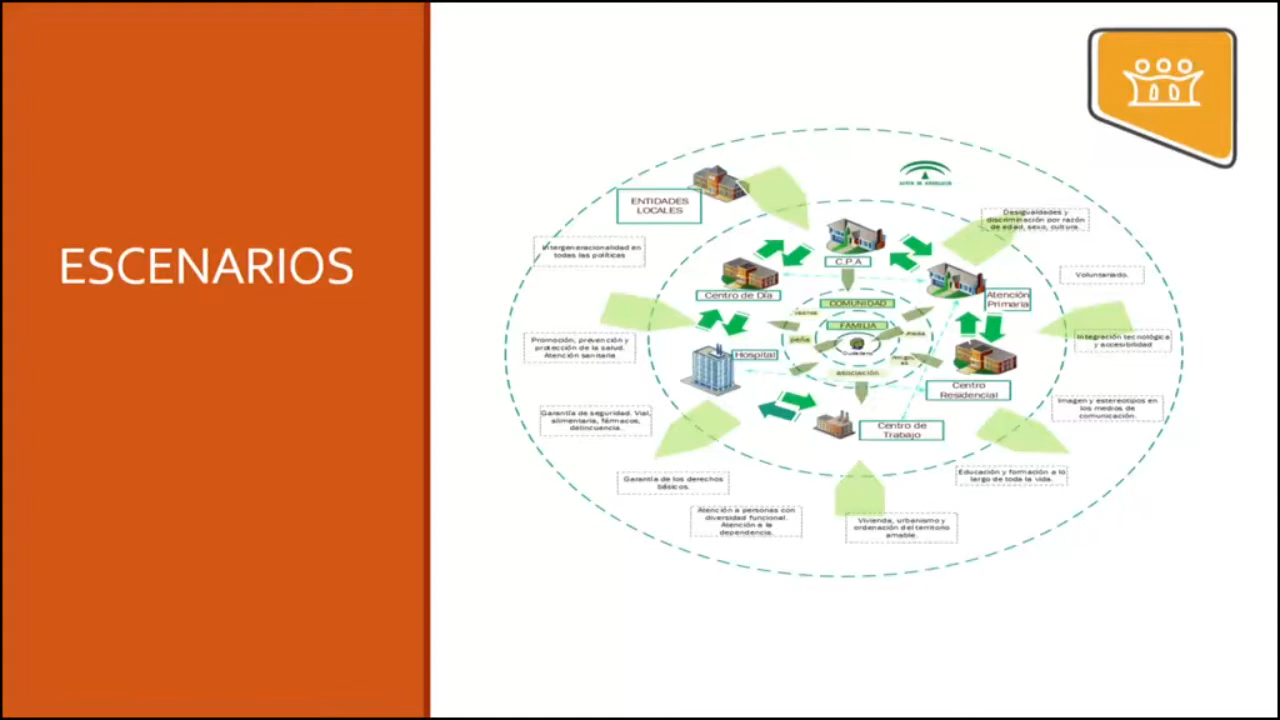 ESCENARIOS
JUNTA DE ANDALUCIA
ENTIDADES
LOCALES
Desigualdades y
discriminación por razón
de edad, sexo, cultura.
Intergeneracionalidad en
todas las políticas
C.P.A
Voluntariado.
Centro de Día
Atención
Primaria
COMUNIDAD
FAMILIA
peña
Ciudadano
Promoción, prevención y
protección de la salud.
Atención sanitaria
Hospital
Integración tecnológica
y accesibilidad
asociación
Centro
Residencial
Imagen y estereotipos en
los medios de
comunicación.
Garantía de seguridad. Vial,
alimentaria, fármacos,
delincuencia..
Centro de
Trabajo
Garantía de los derechos
básicos.
Educación y formación a lo
largo de toda la vida.
Atención a personas con
diversidad funcional.
Atención a la
dependencia.
Vivienda, urbanismo y
ordenación del territorio
amable.